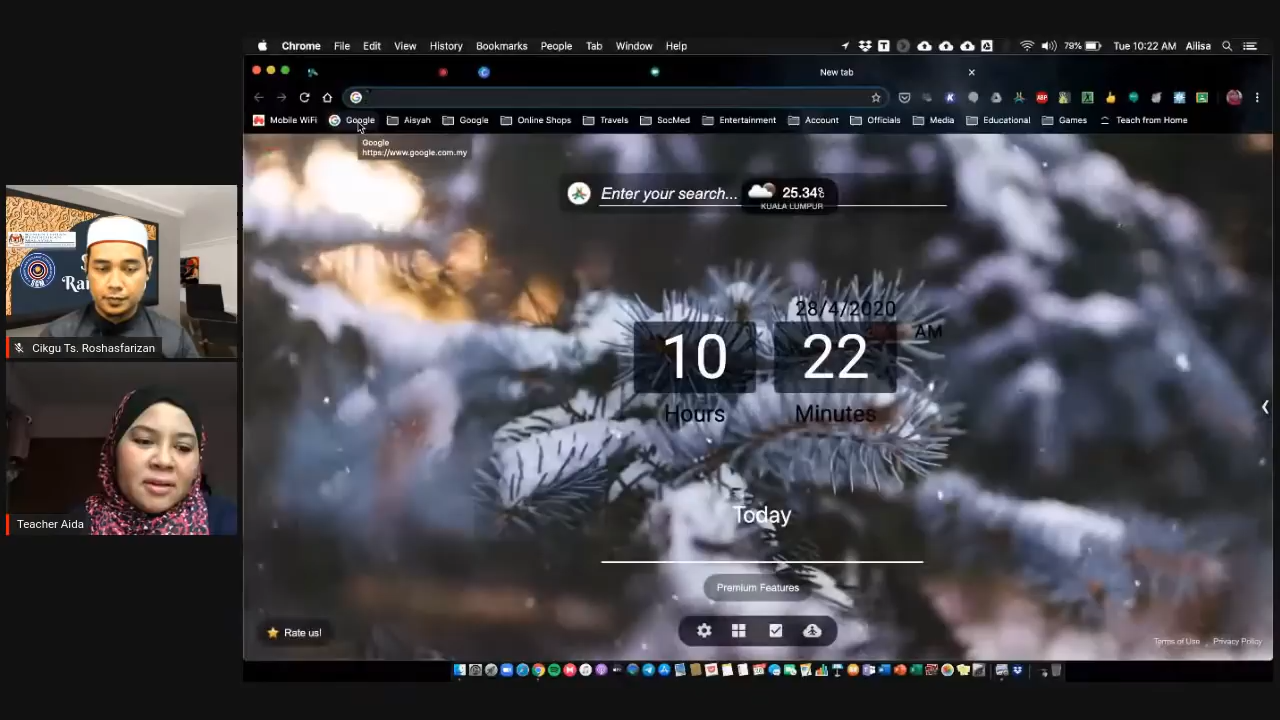 Chrome File Edit View History Bookmarks People Tab Window Help
79% Tue 10:22 AM Ailisa
New tab
Mobile WiFi Google Aisyah Google Online Shops Travels SocMed Entertainment Account Officials Media Educational Games Teach from Home
Google
https://www.google.com.my
Enter your search...
KUALA LUMPUR
28/4/2020
10 22 AM
Hours Minutes
Today
Premium Features
Rate us!
Terms of Use Privacy Policy
Cikgu Ts. Roshasfarizan
Teacher Aida